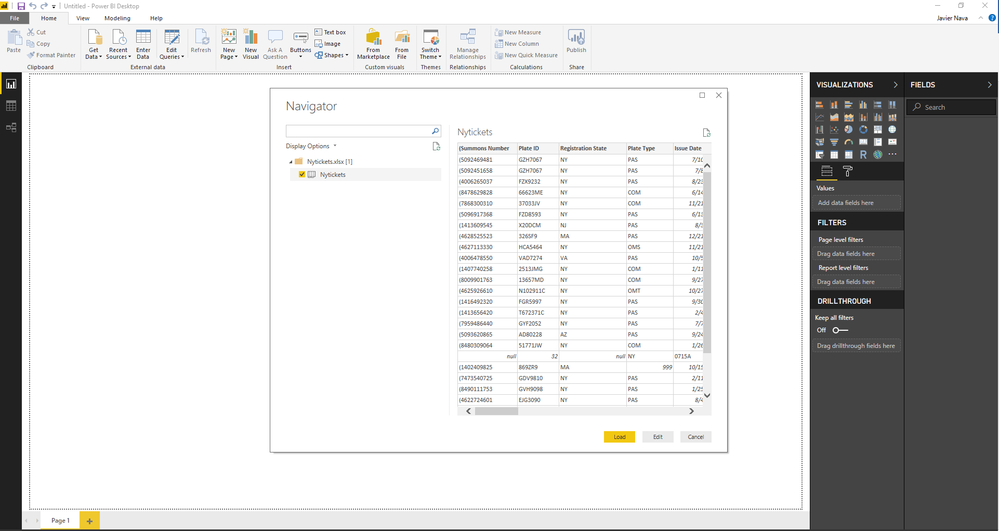 Untitled - Power BI Desktop
File Home View Modeling Help Javier Nava ?
Paste
Cut
Copy
Format Painter
Clipboard
Get Data
Recent Sources
Enter Data
Edit Queries
Refresh
External data
New Page
New Visual
Ask A Question
Buttons
Text box
Image
Shapes
Insert
From Marketplace
From File
Custom visuals
Switch Theme
Themes
Manage Relationships
Relationships
New Measure
New Column
New Quick Measure
Calculations
Publish
Share
Navigator
Display Options
Nytickets.xlsx [1]
Nytickets
Nytickets
(Summons Number Plate ID Registration State Plate Type Issue Date
(5092469481 GZH7067 NY PAS 7/10
(5092451658 GZH7067 NY PAS 7/8
(4006265037 FZX9232 NY PAS 8/23
(8478629828 66623ME NY COM 6/14
(7868300310 37033JV NY COM 11/21
(5096917368 FZD8593 NY PAS 6/13
(1413609545 X20DCM NJ PAS 8/3
(4628525523 326SF9 MA PAS 12/21
(4627113330 HCA5464 NY OMS 11/21
(4006478550 VAD7274 VA PAS 10/5
(1407740258 2513JMG NY COM 1/11
(8009901763 13657MD NY COM 9/27
(4625926610 N102911C NY OMT 10/27
(1416492320 FGR5997 NY PAS 9/30
(1413656420 T672371C NY PAS 2/4
(7959486440 GYF2052 NY PAS 7/7
(5093620865 AD80228 AZ PAS 9/24
(8480309064 51771JW NY COM 1/26
null 32 null NY 0715A
(1402409825 869ZR9 MA 999 10/15
(7473540725 GDV9810 NY PAS 2/11
(8490111753 GVH9098 NY PAS 1/25
(4622724601 EJG3090 NY PAS 8/4
Load Edit Cancel
VISUALIZATIONS
R
Values
Add data fields here
FILTERS
Page level filters
Drag data fields here
Report level filters
Drag data fields here
DRILLTHROUGH
Keep all filters
Off
Drag drillthrough fields here
FIELDS
Search
Page 1